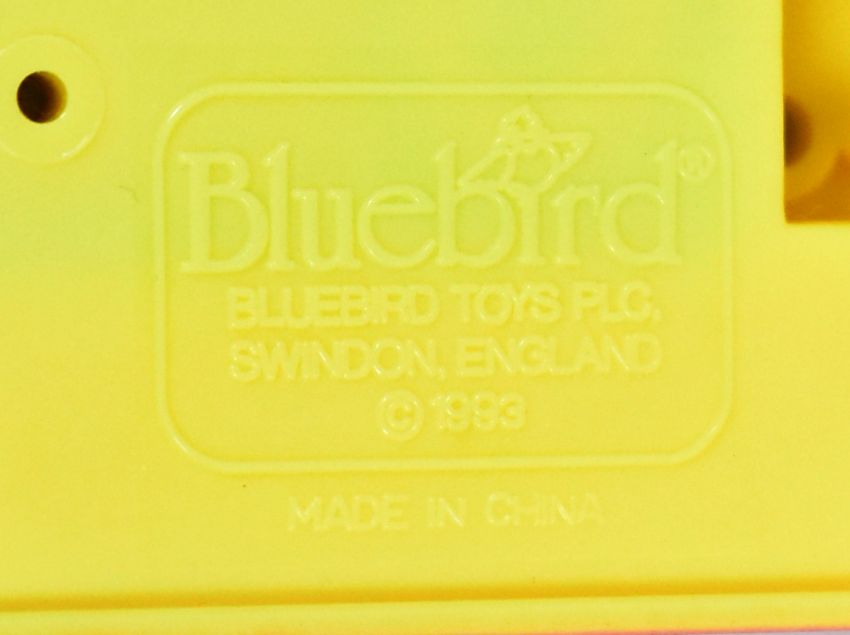 Bluebird®
BLUEBIRD TOYS PLC.
SWINDON, ENGLAND
© 1993
MADE IN CHINA